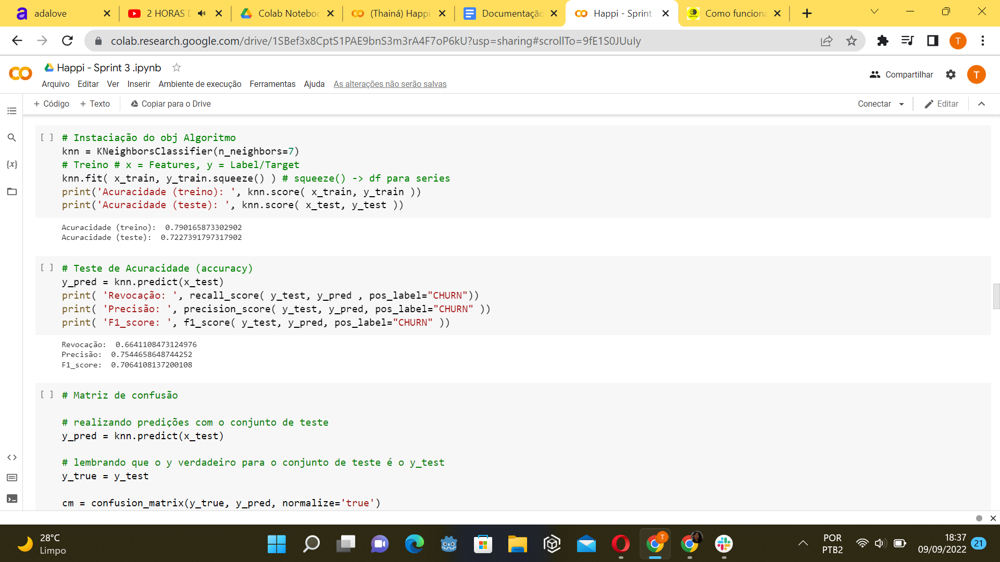 adalove
2 HORAS D
Colab Noteboo
(Thainá) Happi
Documentação
Happi - Sprint
Como funciona
colab.research.google.com/drive/1SBef3x8CptS1PAE9bnS3m3rA4F7oP6kU?usp=sharing#scrollTo=9fE1S0JUuIy
T
Happi - Sprint 3 .ipynb
Arquivo Editar Ver Inserir Ambiente de execução Ferramentas Ajuda As alterações não serão salvas
Compartilhar
T
+ Código + Texto Copiar para o Drive
Conectar Editar
{x}
[ ] # Instaciação do obj Algoritmo
knn = KNeighborsClassifier(n_neighbors=7)
# Treino # x = Features, y = Label/Target
knn.fit( x_train, y_train.squeeze() ) # squeeze() -> df para series
print('Acuracidade (treino): ', knn.score( x_train, y_train ))
print('Acuracidade (teste): ', knn.score( x_test, y_test ))
Acuracidade (treino):  0.790165873302902
Acuracidade (teste):  0.7227391797317902
[ ] # Teste de Acuracidade (accuracy)
y_pred = knn.predict(x_test)
print( 'Revocação: ', recall_score( y_test, y_pred , pos_label="CHURN"))
print( 'Precisão: ', precision_score( y_test, y_pred, pos_label="CHURN" ))
print( 'F1_score: ', f1_score( y_test, y_pred, pos_label="CHURN" ))
Revocação:  0.6641108473124976
Precisão:  0.7544658648744252
F1_score:  0.7064108137200108
[ ] # Matriz de confusão
# realizando predições com o conjunto de teste
y_pred = knn.predict(x_test)
# lembrando que o y verdadeiro para o conjunto de teste é o y_test
y_true = y_test
cm = confusion_matrix(y_true, y_pred, normalize='true')
28°C
Limpo
T
POR
PTB2
18:37
09/09/2022
21